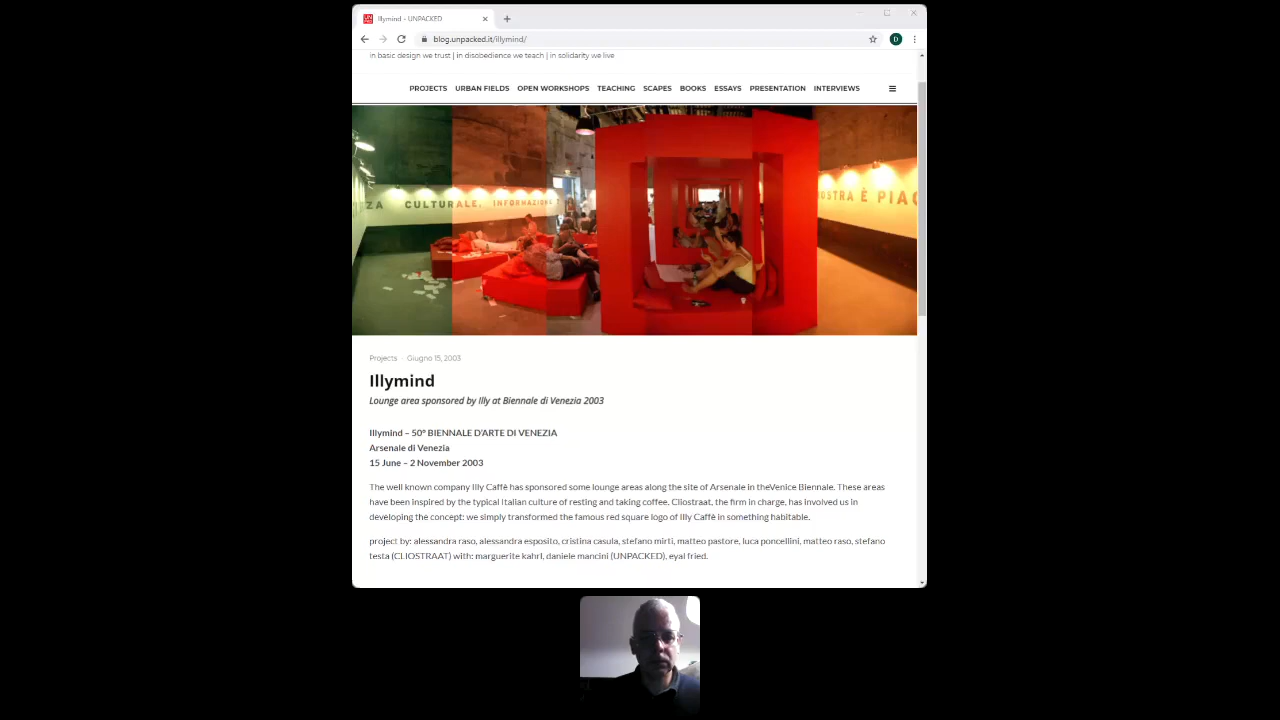 Illymind - UNPACKED
blog.unpacked.it/illymind/
D
in basic design we trust | in disobedience we teach | in solidarity we live
PROJECTS URBAN FIELDS OPEN WORKSHOPS TEACHING SCAPES BOOKS ESSAYS PRESENTATION INTERVIEWS
ZA CULTURALE, INFORMAZIONI
OSTRA È PIAC
Projects - Giugno 15, 2003
Illymind
Lounge area sponsored by Illy at Biennale di Venezia 2003
Illymind – 50° BIENNALE D'ARTE DI VENEZIA
Arsenale di Venezia
15 June – 2 November 2003
The well known company Illy Caffè has sponsored some lounge areas along the site of Arsenale in theVenice Biennale. These areas
have been inspired by the typical Italian culture of resting and taking coffee. Cliostraat, the firm in charge, has involved us in
developing the concept: we simply transformed the famous red square logo of Illy Caffè in something habitable.
project by: alessandra raso, alessandra esposito, cristina casula, stefano mirti, matteo pastore, luca poncellini, matteo raso, stefano
testa (CLIOSTRAAT) with: marguerite kahrl, daniele mancini (UNPACKED), eyal fried.